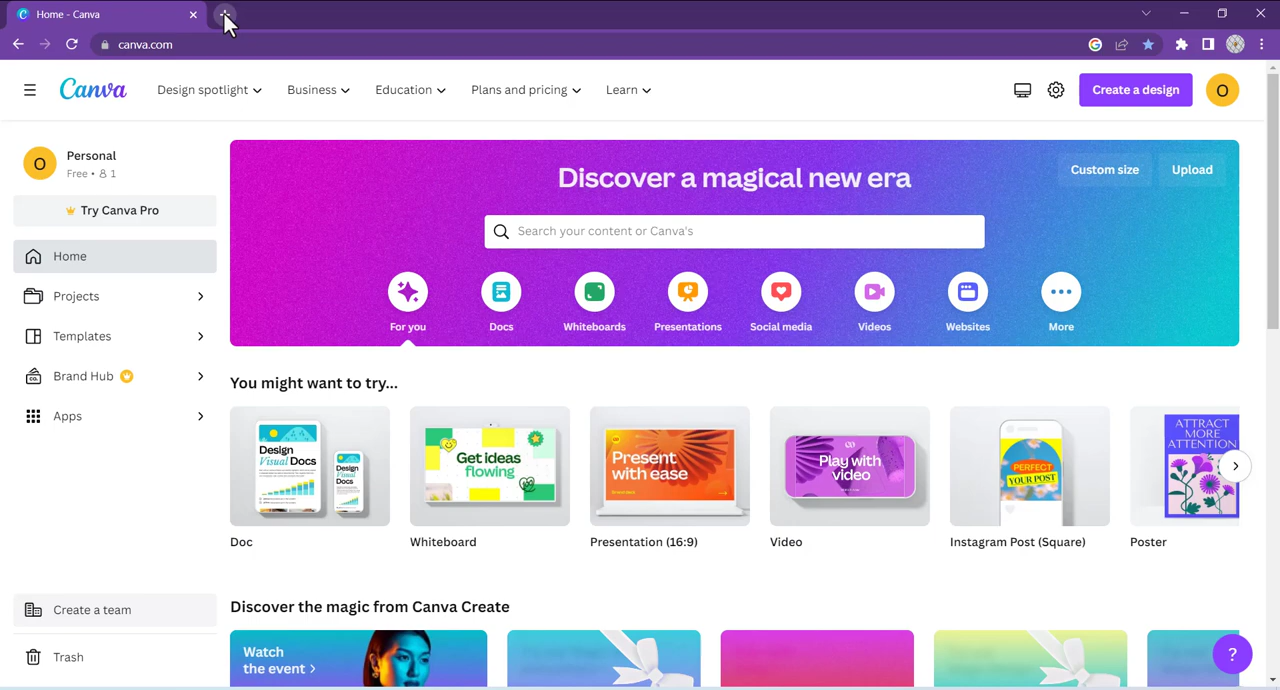 Home - Canva
canva.com
Canva
Design spotlight
Business
Education
Plans and pricing
Learn
Create a design
O
O
Personal
Free • 1
Try Canva Pro
Home
Projects
Templates
Brand Hub
Apps
Create a team
Trash
Discover a magical new era
Custom size
Upload
Search your content or Canva's
For you
Docs
Whiteboards
Presentations
Social media
Videos
Websites
More
You might want to try...
Design
Visual Docs
Design
Visual Docs
Get ideas
flowing
Present
with ease
Play with
video
PERFECT
YOUR POST
ATTRACT
MORE
ATTENTION
Doc
Whiteboard
Presentation (16:9)
Video
Instagram Post (Square)
Poster
Discover the magic from Canva Create
Watch
the event >
?